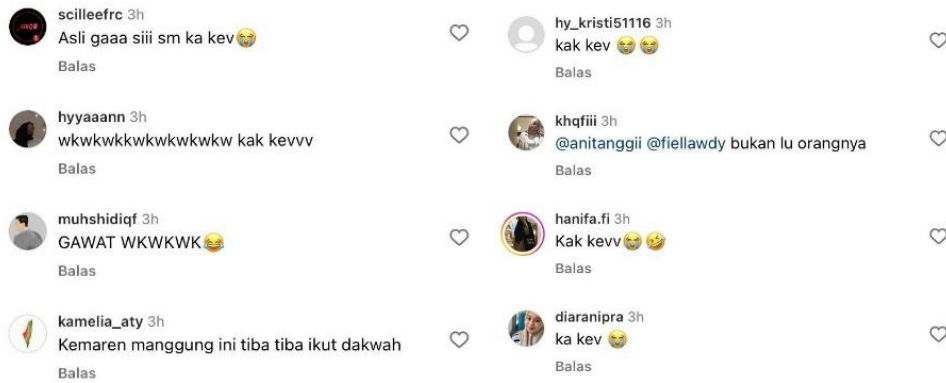 scilleefrc 3h
Asli gaaa siii sm ka kev😭
Balas
hyyaaann 3h
wkwkwkkwkwkwkwkw kak kevvv
Balas
muhshidiqf 3h
GAWAT WKWKWK😂
Balas
kamelia_aty 3h
Kemaren manggung ini tiba tiba ikut dakwah
Balas
hy_kristi51116 3h
kak kev 😭😭
Balas
khqfiii 3h
@anitanggii @fiellawdy bukan lu orangnya
Balas
hanifa.fi 3h
Kak kevv😭🤣
Balas
diaranipra 3h
ka kev 😭
Balas